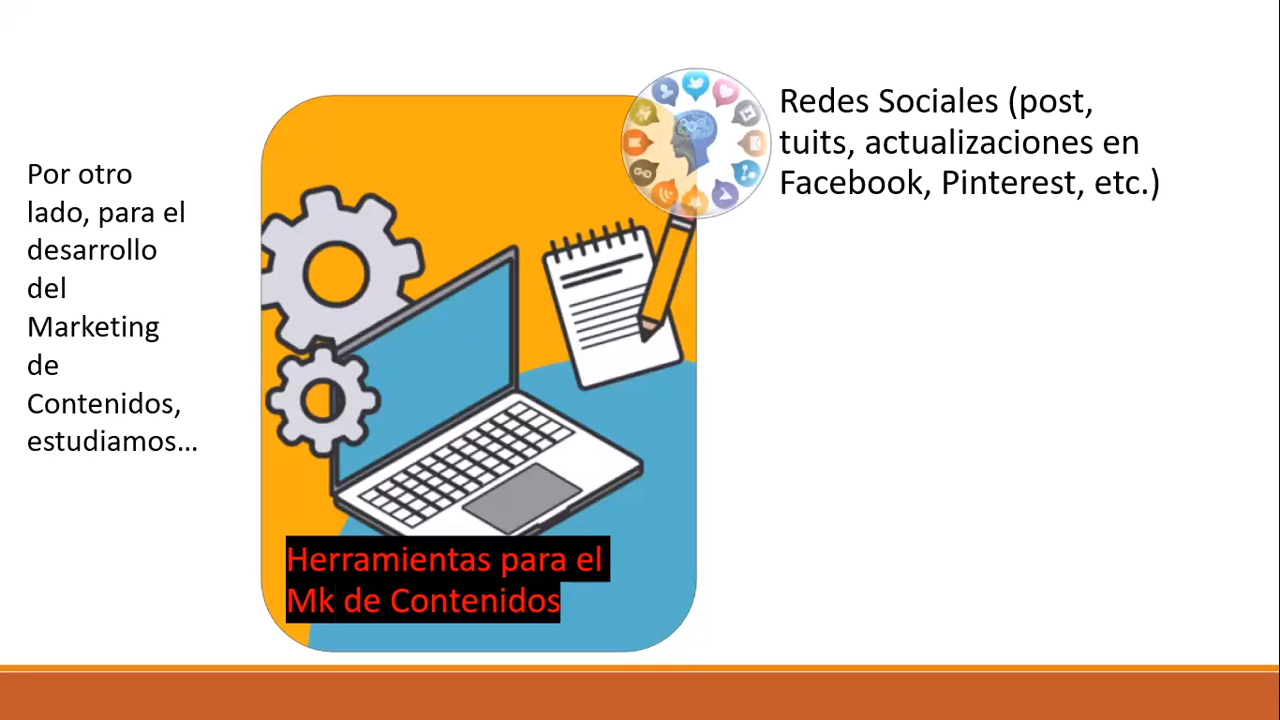 Por otro
lado, para el
desarrollo
del
Marketing
de
Contenidos,
estudiamos...
Herramientas para el
Mk de Contenidos
Redes Sociales (post,
tuits, actualizaciones en
Facebook, Pinterest, etc.)